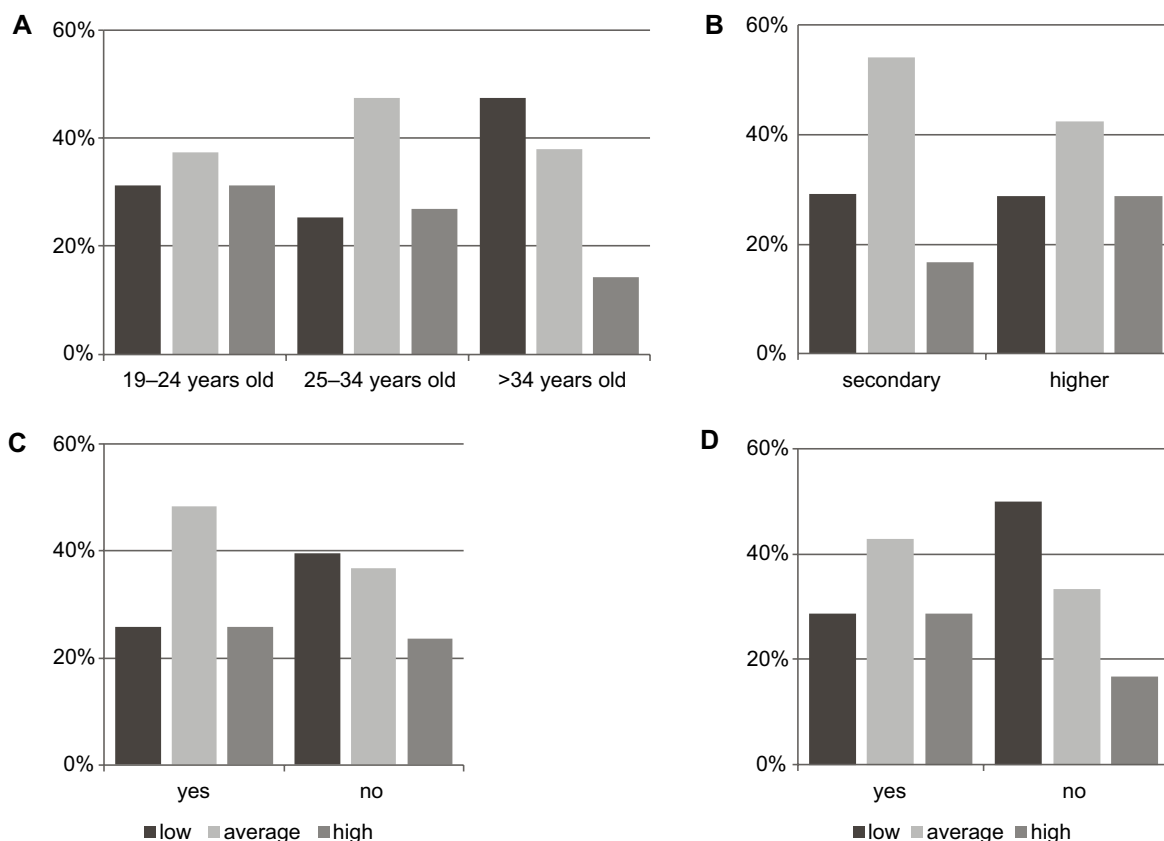 A
60%
40%
20%
0%
19–24 years old 25–34 years old >34 years old
B
60%
40%
20%
0%
secondary higher
C
60%
40%
20%
0%
yes no
low average high
D
60%
40%
20%
0%
yes no
low average high